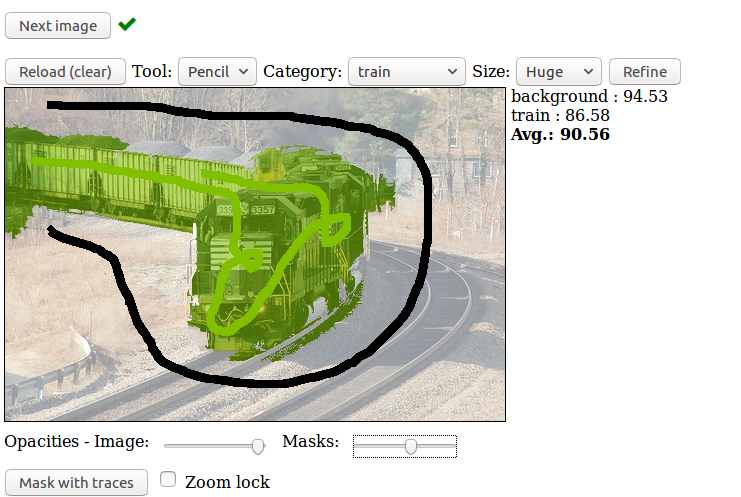 Next image
Reload (clear) Tool: Pencil Category: train Size: Huge Refine
background : 94.53
train : 86.58
Avg.: 90.56
3357
Opacities - Image: Masks:
Mask with traces Zoom lock